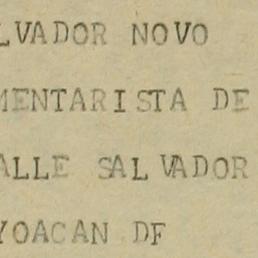 LVADOR NOVO
MENTARISTA DE
ALLE SALVADOR
YOACAN DF